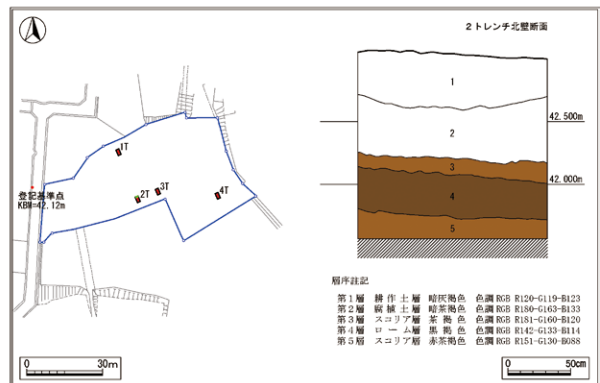 2トレンチ北壁断面
1
42.500m
2
3
42.000m
4
5
1T
2T
3T
4T
登記基準点
KBM=42.12m
層序註記
第1層 耕作土層 暗灰褐色 色調RGB R120-G119-B123
第2層 腐植土層 暗茶褐色 色調RGB R180-G163-B133
第3層 スコリア層 茶褐色 色調RGB R181-G160-B120
第4層 ローム層 黒褐色 色調RGB R142-G133-B114
第5層 スコリア層 赤茶褐色 色調RGB R151-G130-B088
0 30m
0 50cm